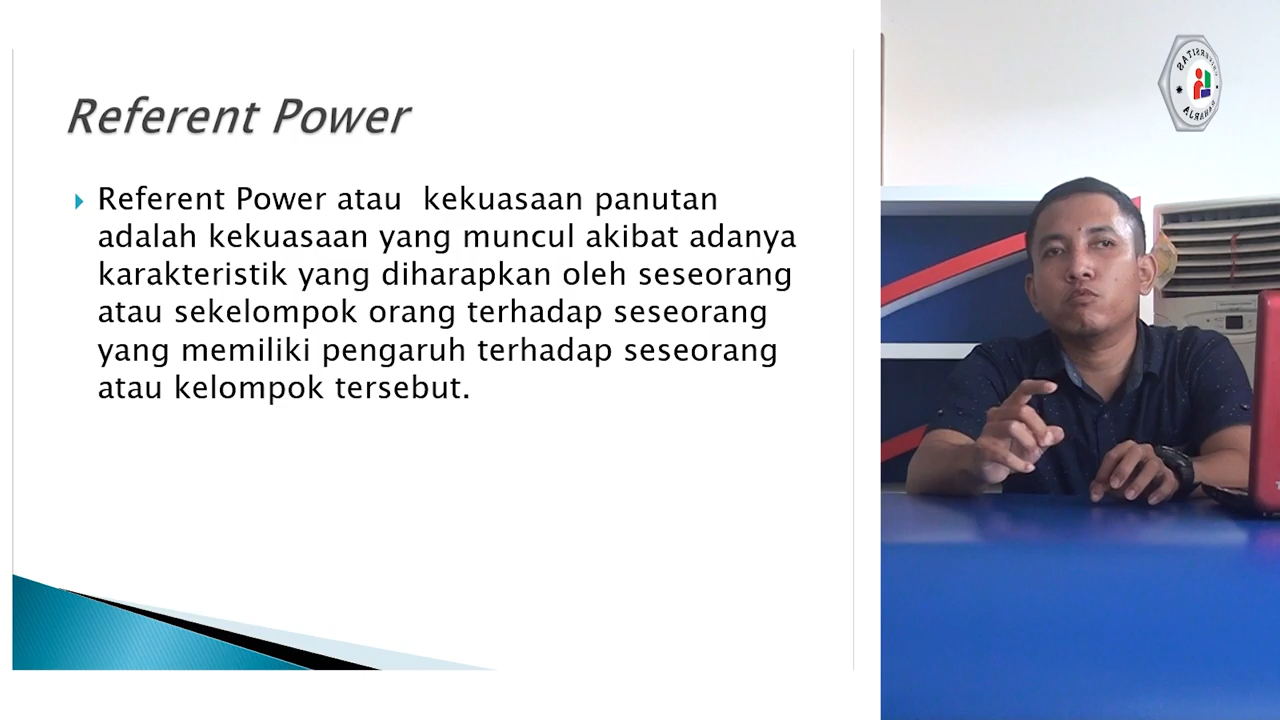 Referent Power
Referent Power atau kekuasaan panutan
adalah kekuasaan yang muncul akibat adanya
karakteristik yang diharapkan oleh seseorang
atau sekelompok orang terhadap seseorang
yang memiliki pengaruh terhadap seseorang
atau kelompok tersebut.
UNIVERSITAS